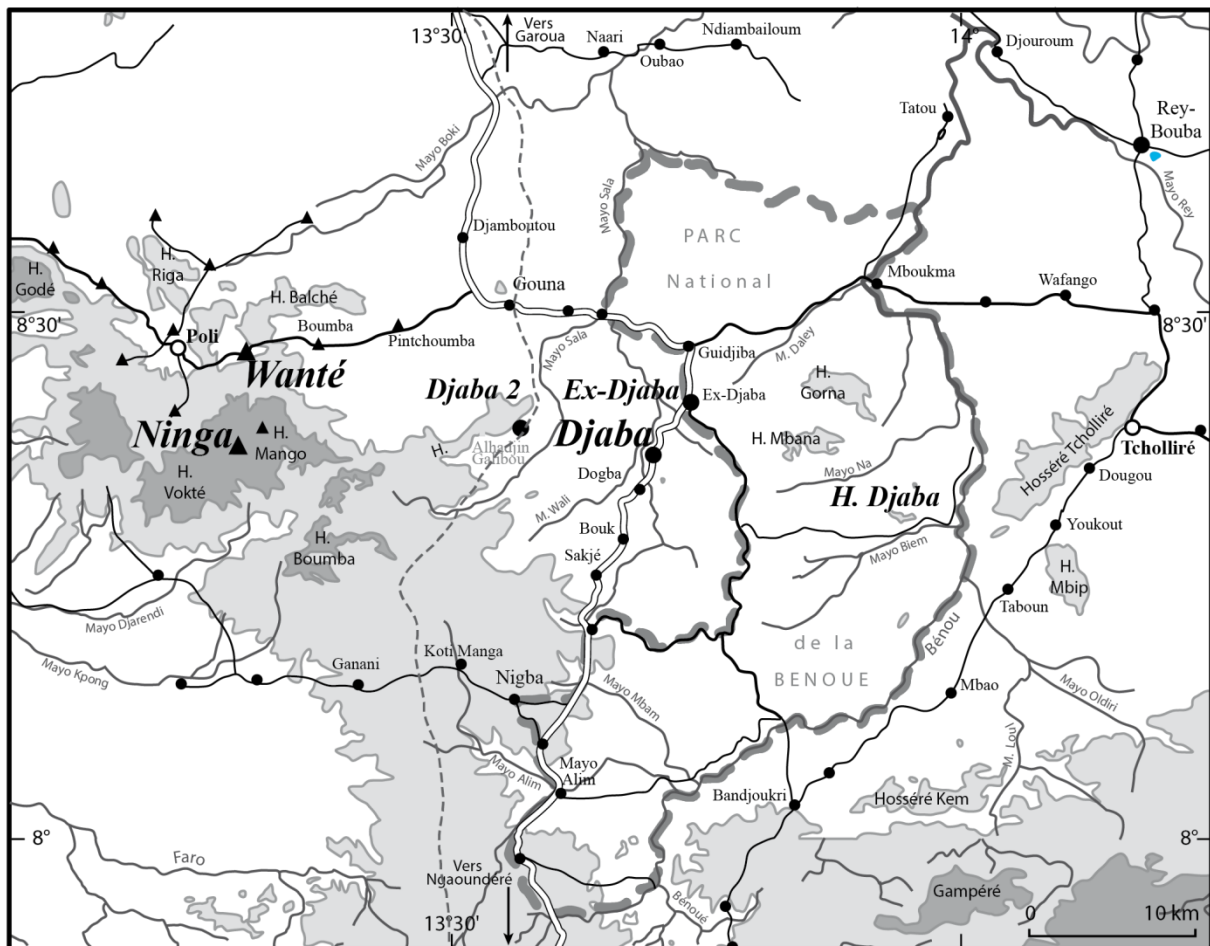 13°30'
Vers
Garoua
Naari
Oubao
Ndiambailoum
14°
Djouroum
Tatou
Rey-
Bouba
Mayo Boki
Mayo Sala
Mayo Rey
PARC
National
Djamboutou
H.
Riga
H.
Godé
H. Balché
Gouna
Mboukma
Wafango
8°30'
8°30'
Poli
Boumba
Pintchoumba
Mayo Sala
Guidjiba
M. Daley
Wanté
Djaba 2
Ex-Djaba
Ex-Djaba
H.
Gorna
Ninga
H.
Mango
H.
Alhadjin
Galibou
Djaba
H. Mbana
Hosséré Tcholliré
Tcholliré
H.
Vokté
Dogba
Mayo Na
H. Djaba
Dougou
M. Wali
Bouk
Youkout
H.
Boumba
Sakjé
Mayo Biem
H.
Mbip
Taboun
Mayo Djarendi
Mayo Kpong
Ganani
Koti Manga
Nigba
de la
BENOUE
Bénou
Mbao
Mayo Mbam
Mayo Oldiri
M. Loul
Mayo Alim
Mayo
Alim
Bandjoukri
Hosséré Kem
8°
8°
Faro
Vers
Ngaoundéré
Bénoué
Gampéré
13°30'
0
10 km